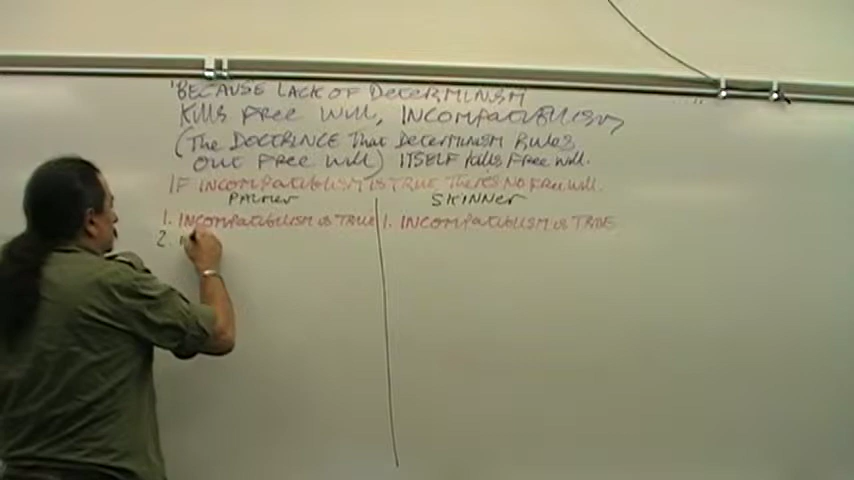 "BECAUSE LACK OF DETERMINISM
KILLS FREE WILL, INCOMPATIBILISM
(THE DOCTRINE THAT DETERMINISM RULES
OUT FREE WILL) ITSELF KILLS FREE WILL.
"
IF INCOMPATIBILISM IS TRUE THERE'S NO FREE WILL.
PALMER SKINNER
1. INCOMPATIBILISM IS TRUE 1. INCOMPATIBILISM IS TRUE
2.